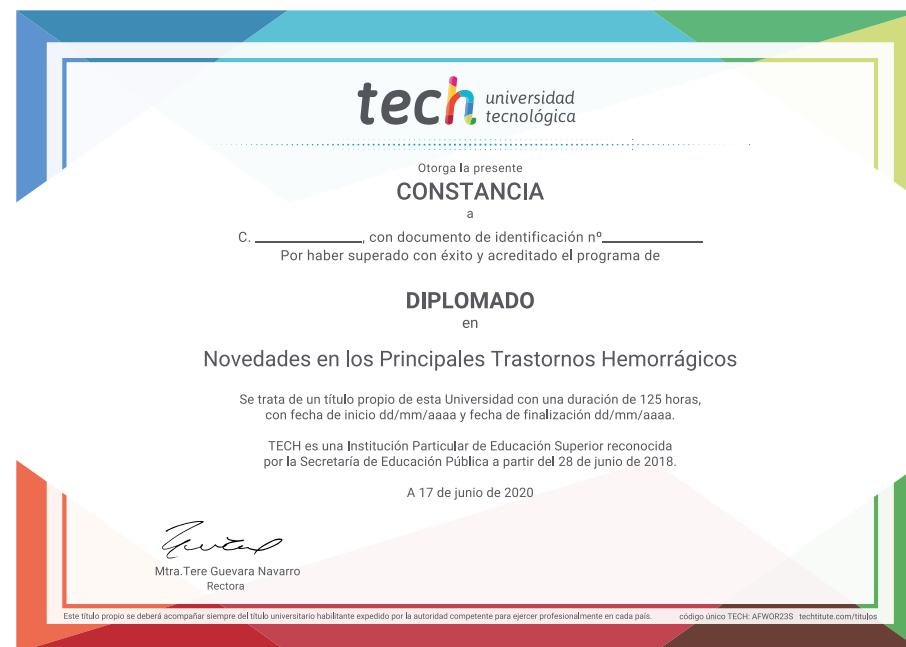 tech universidad
tecnológica
Otorga la presente
CONSTANCIA
a
C. ____________, con documento de identificación nº____________
Por haber superado con éxito y acreditado el programa de
DIPLOMADO
en
Novedades en los Principales Trastornos Hemorrágicos
Se trata de un título propio de esta Universidad con una duración de 125 horas,
con fecha de inicio dd/mm/aaaa y fecha de finalización dd/mm/aaaa.
TECH es una Institución Particular de Educación Superior reconocida
por la Secretaría de Educación Pública a partir del 28 de junio de 2018.
A 17 de junio de 2020
Mtra.Tere Guevara Navarro
Rectora
Este título propio se deberá acompañar siempre del título universitario habilitante expedido por la autoridad competente para ejercer profesionalmente en cada país. código único TECH: AFWOR23S techtitute.com/titulos